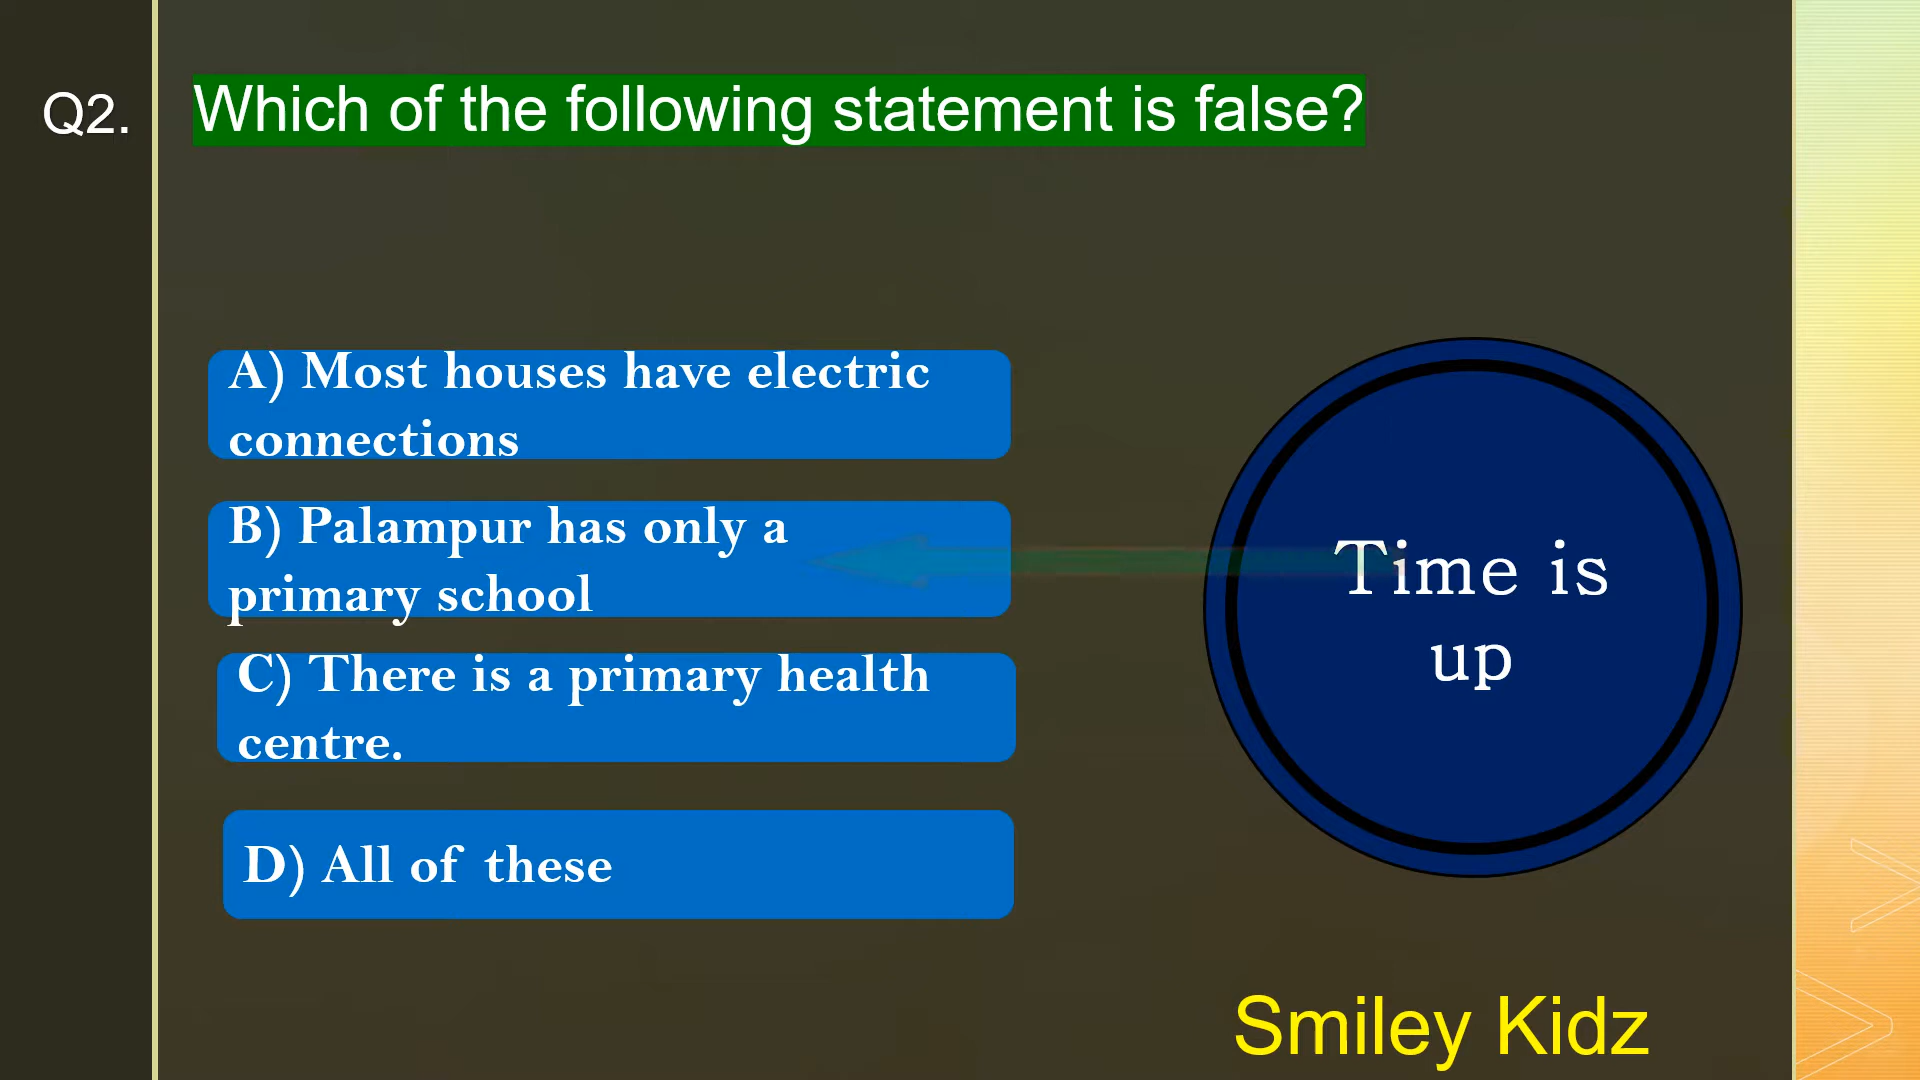 Q2. Which of the following statement is false?
A) Most houses have electric
connections
B) Palampur has only a
primary school
C) There is a primary health
centre.
D) All of these
Time is
up
Smiley Kidz